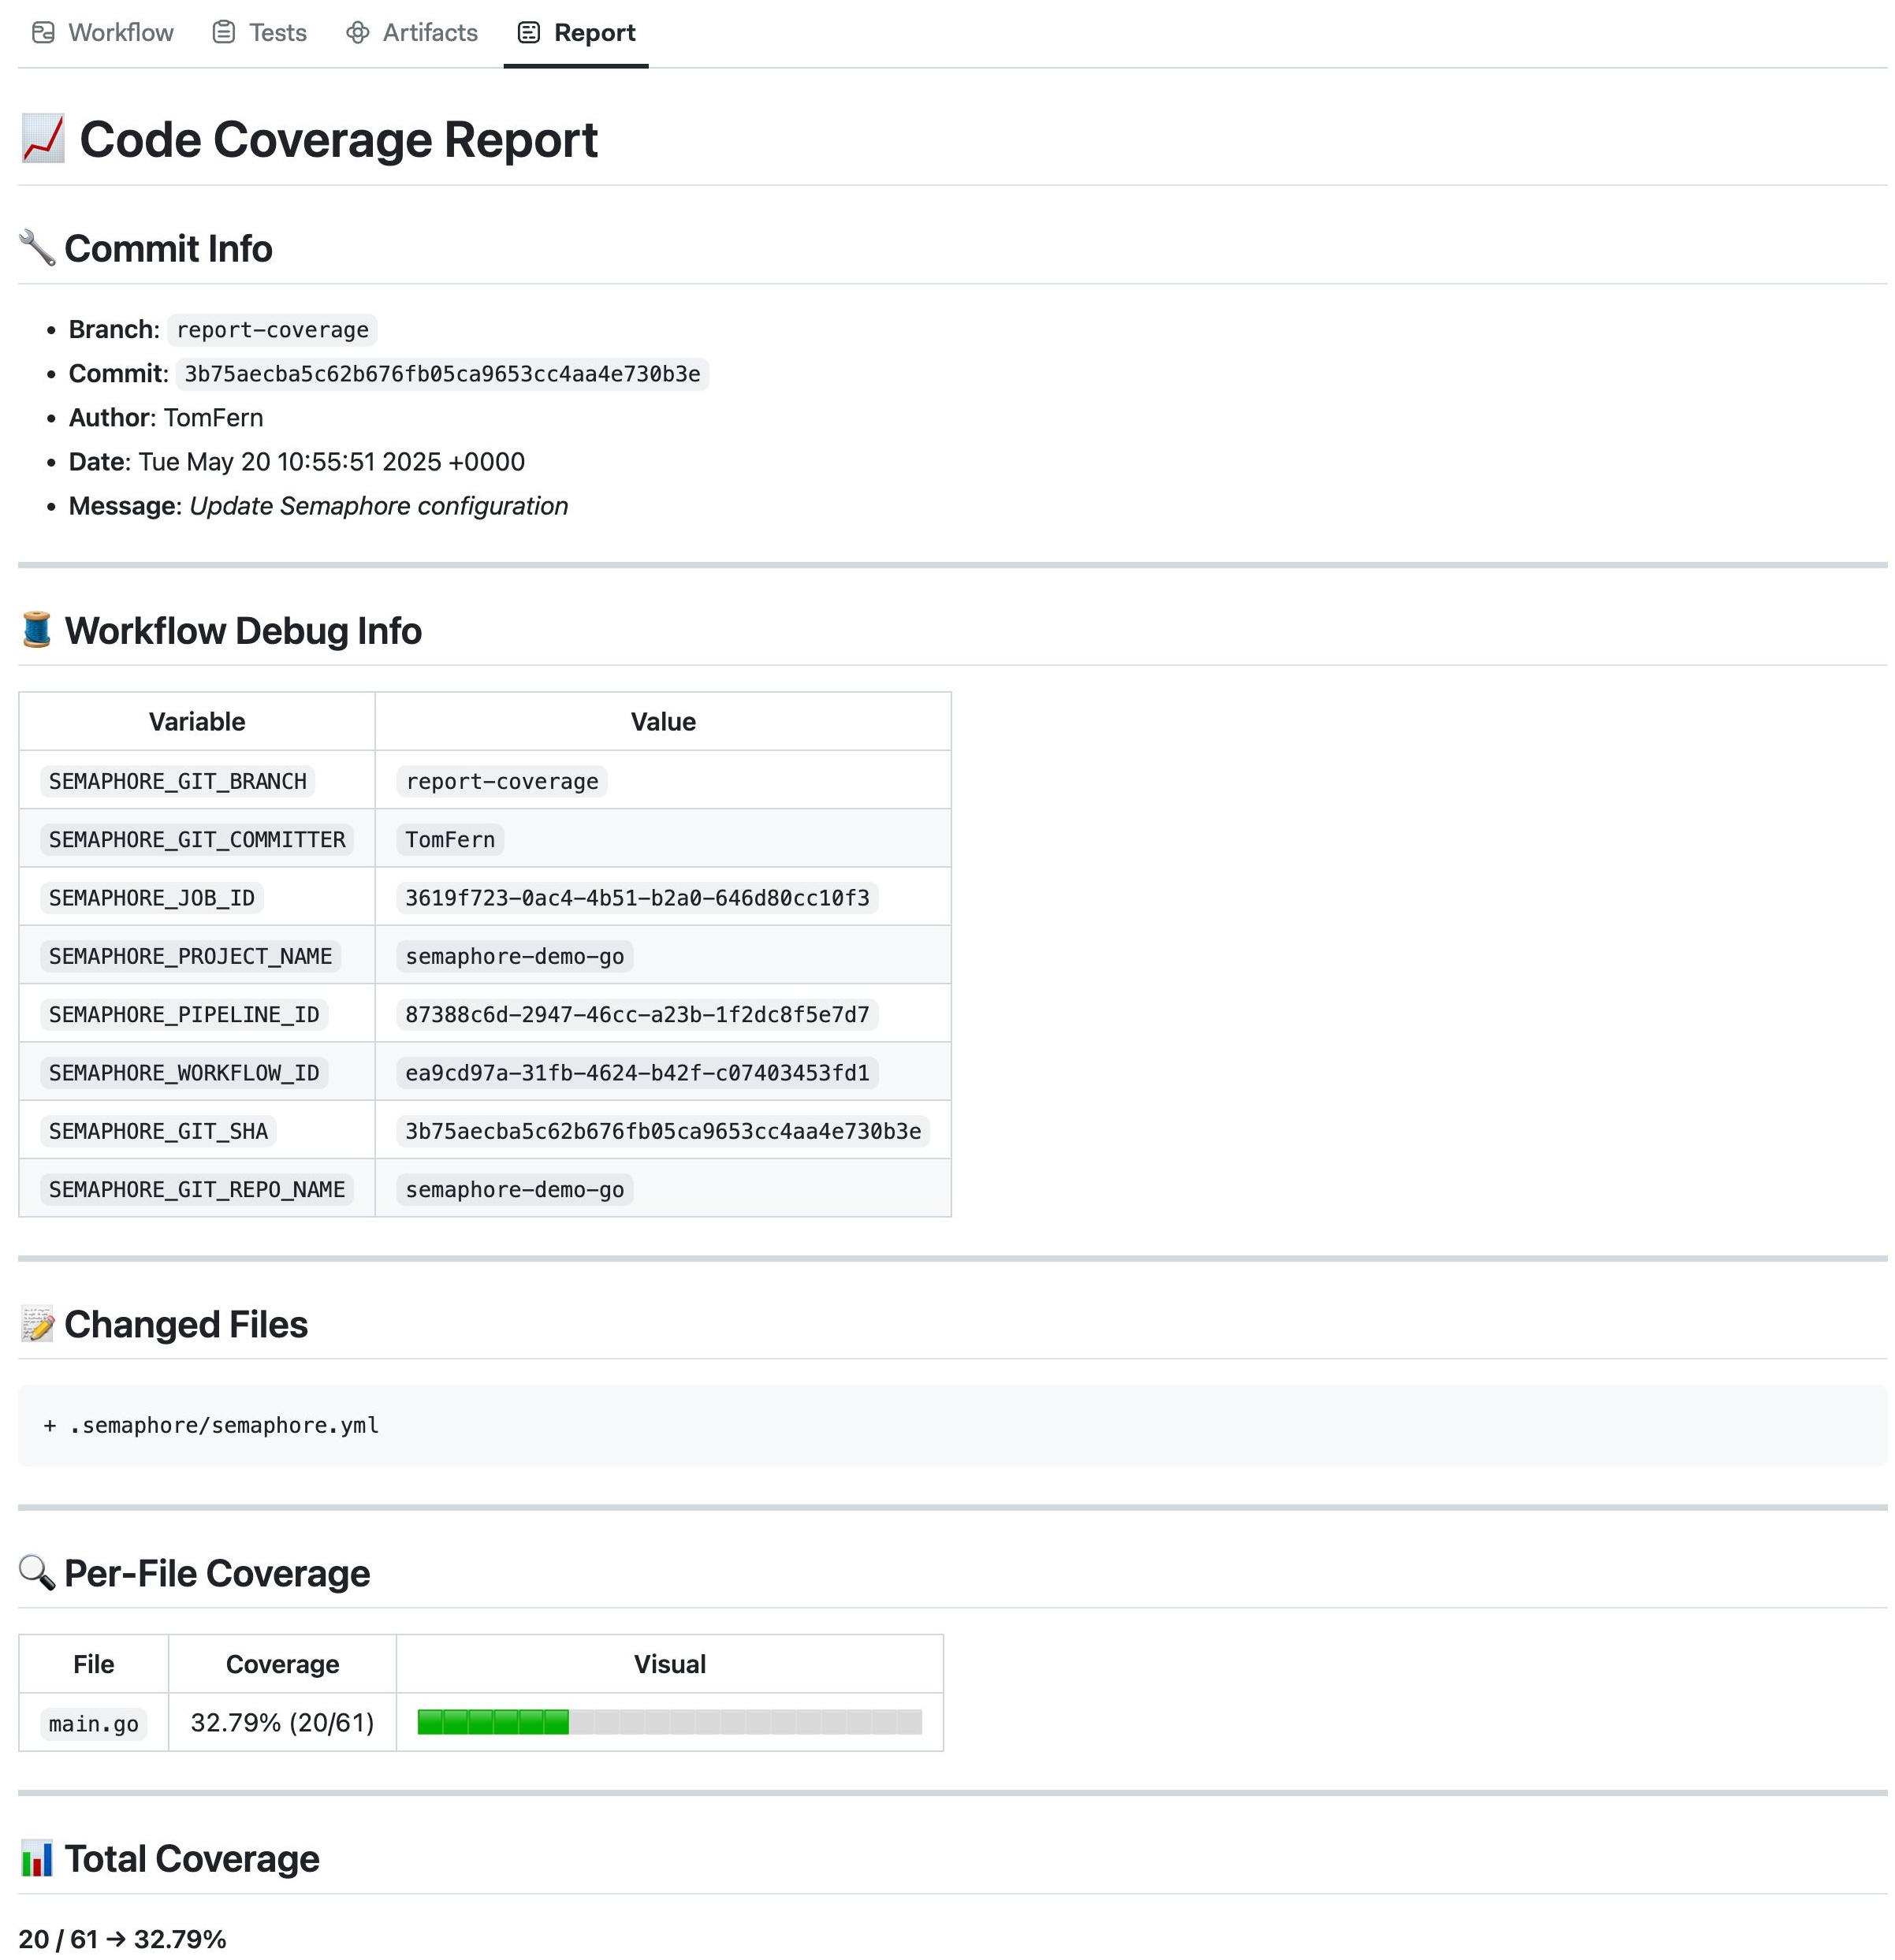 Workflow Tests Artifacts Report
Code Coverage Report
Commit Info
Branch: report-coverage
Commit: 3b75aecba5c62b676fb05ca9653cc4aa4e730b3e
Author: TomFern
Date: Tue May 20 10:55:51 2025 +0000
Message: Update Semaphore configuration
Workflow Debug Info
Variable Value
SEMAPHORE_GIT_BRANCH report-coverage
SEMAPHORE_GIT_COMMITTER TomFern
SEMAPHORE_JOB_ID 3619f723-0ac4-4b51-b2a0-646d80cc10f3
SEMAPHORE_PROJECT_NAME semaphore-demo-go
SEMAPHORE_PIPELINE_ID 87388c6d-2947-46cc-a23b-1f2dc8f5e7d7
SEMAPHORE_WORKFLOW_ID ea9cd97a-31fb-4624-b42f-c07403453fd1
SEMAPHORE_GIT_SHA 3b75aecba5c62b676fb05ca9653cc4aa4e730b3e
SEMAPHORE_GIT_REPO_NAME semaphore-demo-go
Changed Files
+ .semaphore/semaphore.yml
Per-File Coverage
File Coverage Visual
main.go 32.79% (20/61)
Total Coverage
20 / 61 → 32.79%